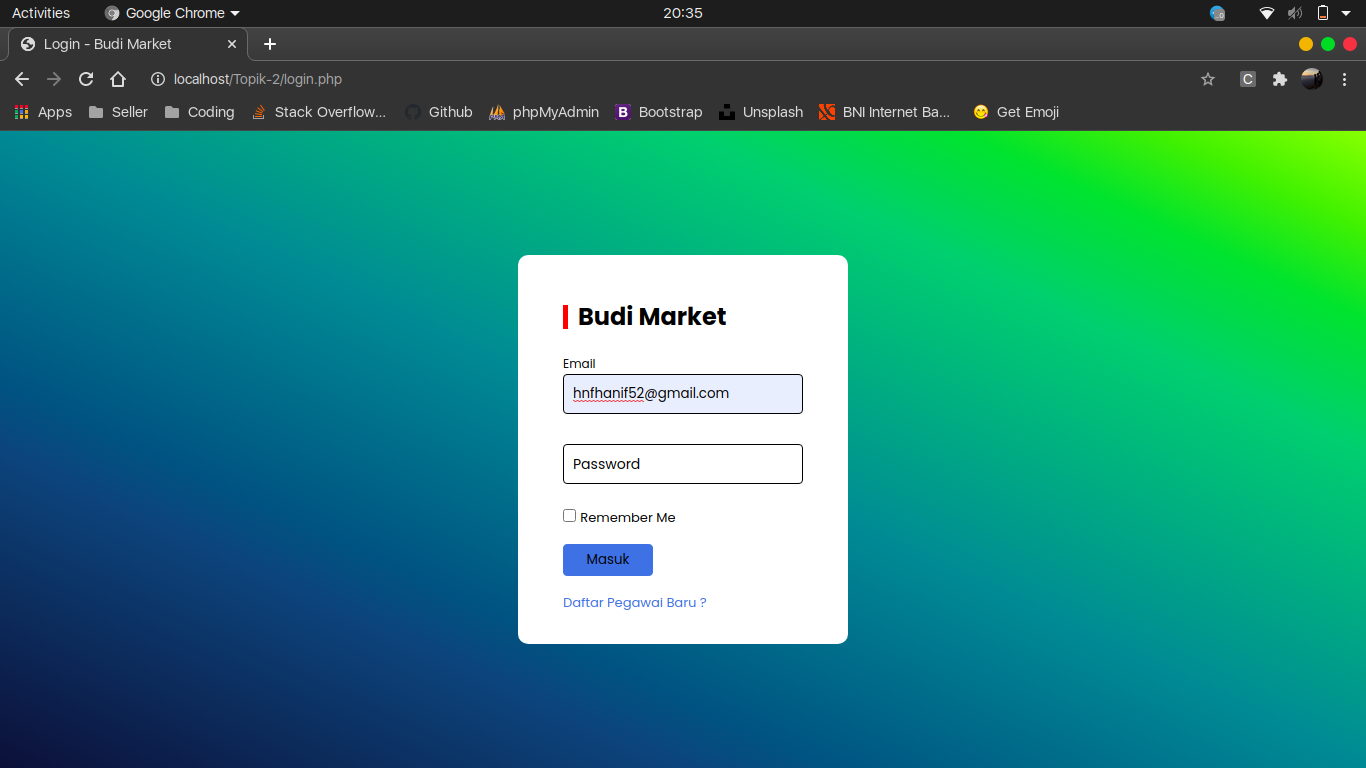 Activities Google Chrome 20:35
Login - Budi Market
localhost/Topik-2/login.php
Apps Seller Coding Stack Overflow... Github phpMyAdmin Bootstrap Unsplash BNI Internet Ba... Get Emoji
Budi Market
Email
hnfhanif52@gmail.com
Password
Remember Me
Masuk
Daftar Pegawai Baru ?